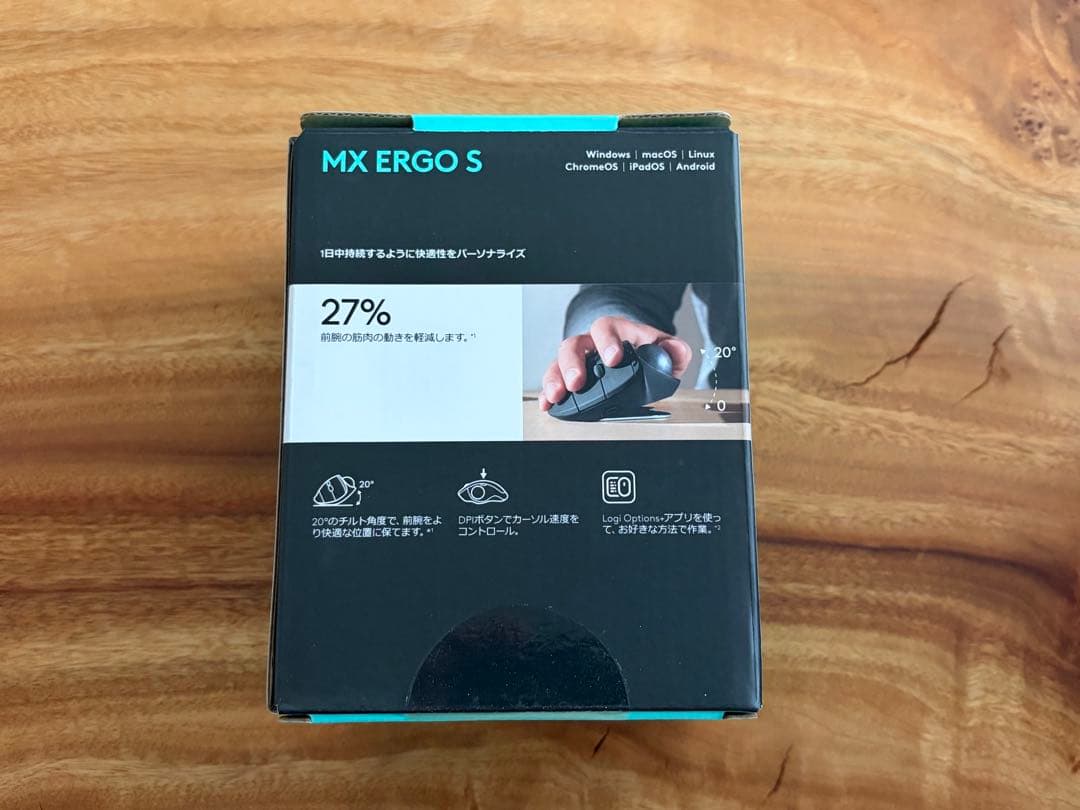 MX ERGO S
Windows | macOS | Linux
ChromeOS | iPadOS | Android
1日中持続するように快適性をパーソナライズ
27%
前腕の筋肉の動きを軽減します。*1
20°
0
20°
20°のチルト角度で、前腕をよ
り快適な位置に保てます。*1
DPIボタンでカーソル速度を
コントロール。
Logi Options+アプリを使っ
て、お好きな方法で作業。*2